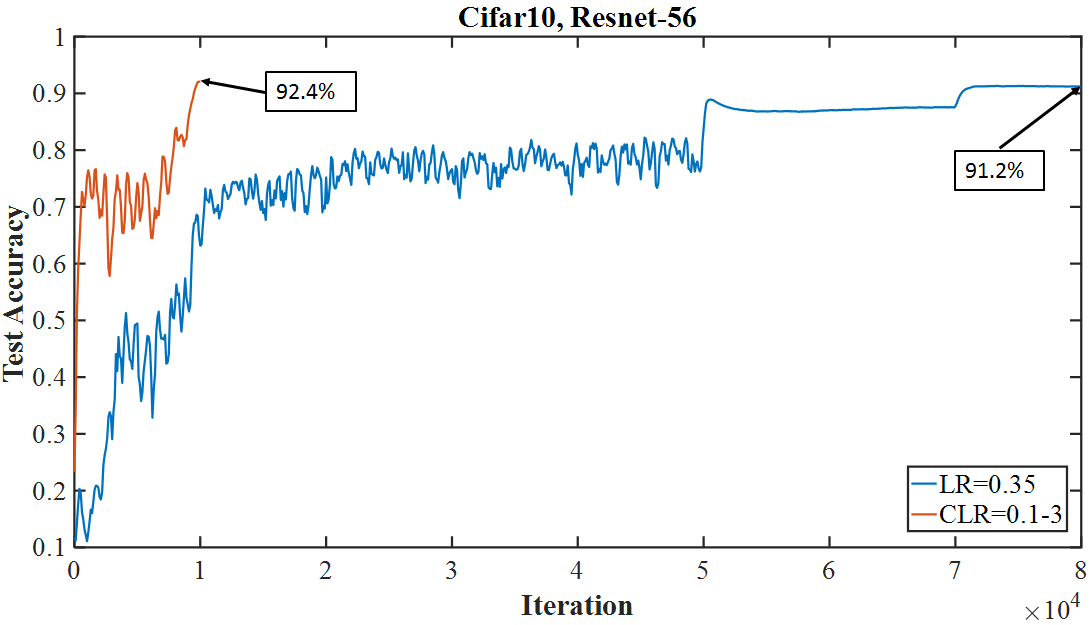 Cifar10, Resnet-56
1
0.9
0.8
0.7
0.6
0.5
0.4
0.3
0.2
0.1
Test Accuracy
92.4%
91.2%
LR=0.35
CLR=0.1-3
0 1 2 3 4 5 6 7 8
×10⁴
Iteration